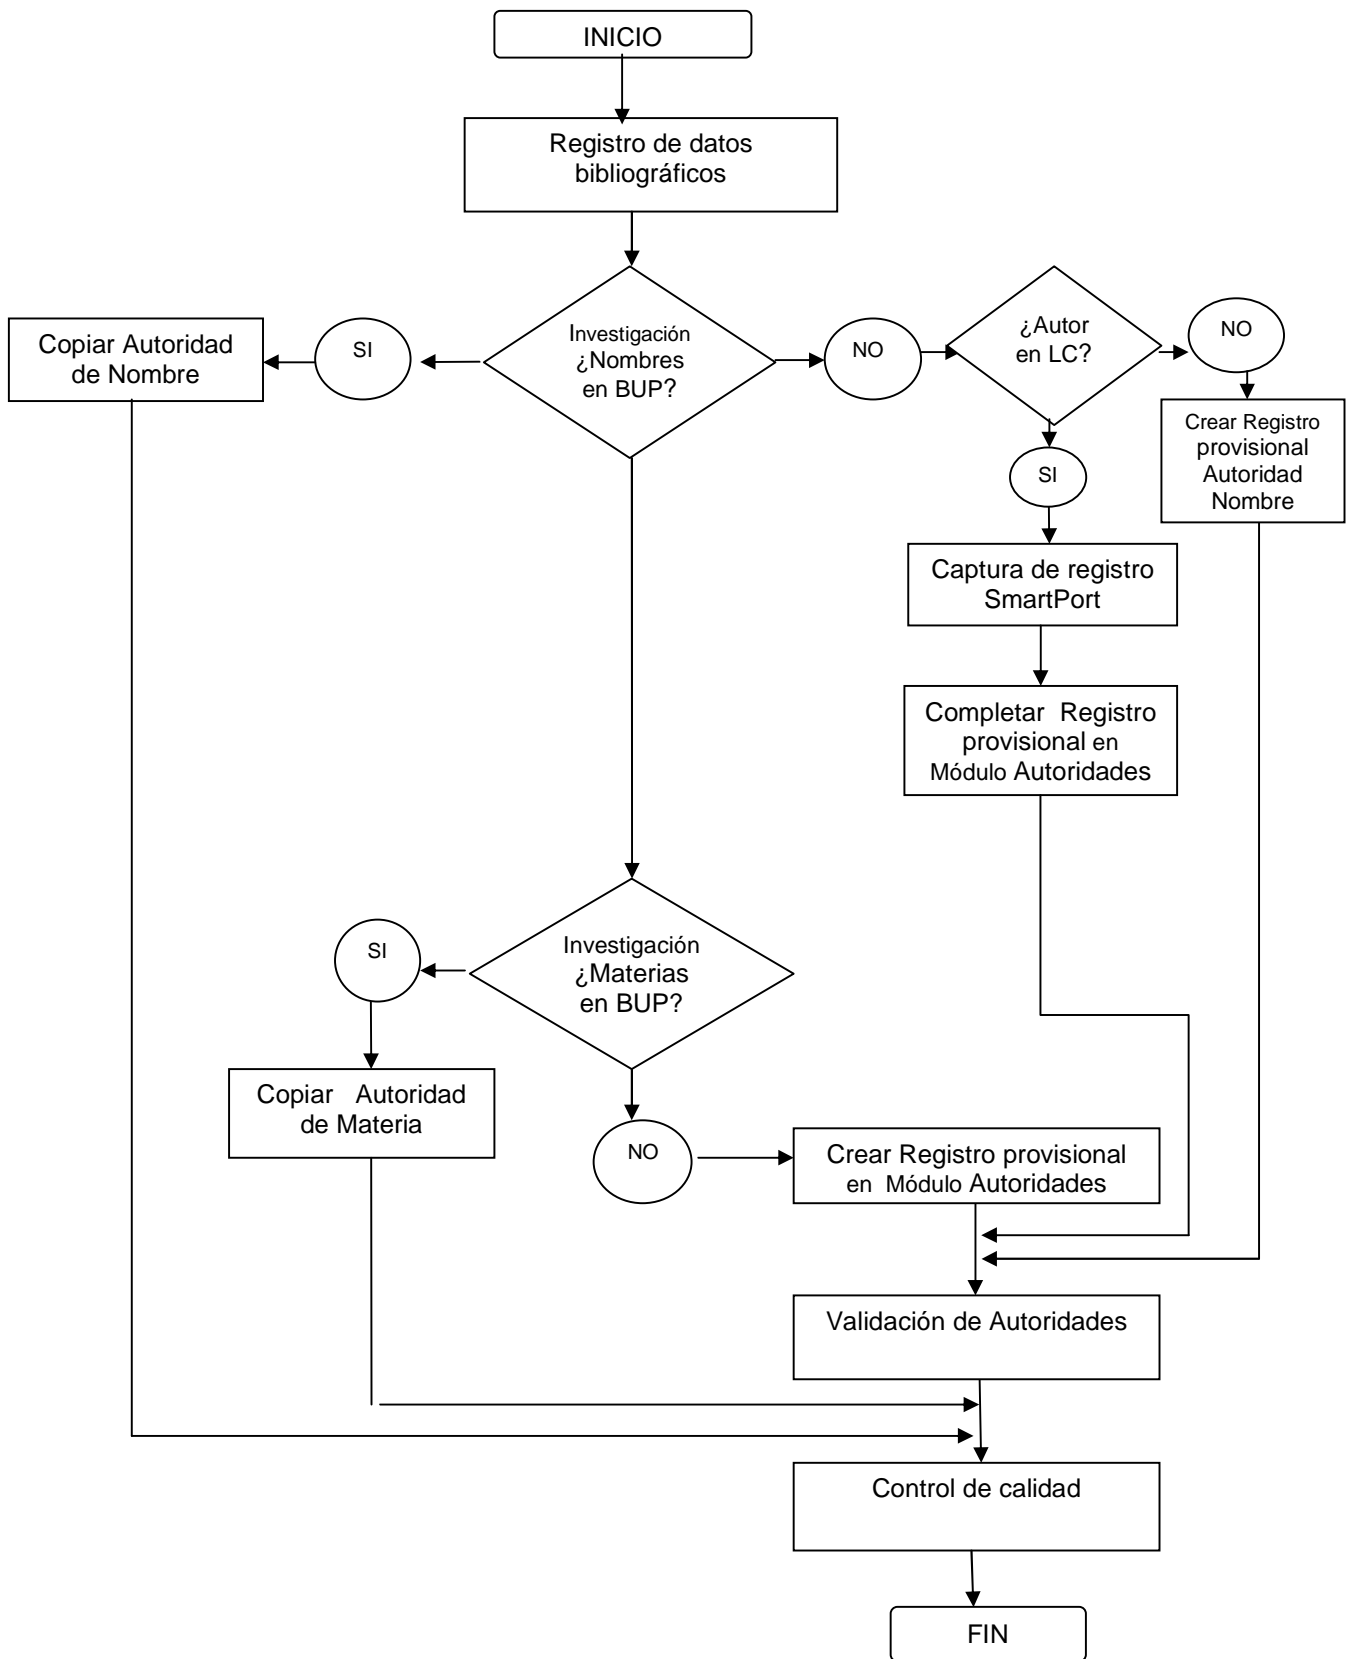 INICIO
Registro de datos
bibliográficos
Copiar Autoridad
de Nombre
SI
Investigación
¿Nombres
en BUP?
NO
¿Autor
en LC?
NO
Crear Registro
provisional
Autoridad
Nombre
SI
Captura de registro
SmartPort
Completar Registro
provisional en
Módulo Autoridades
SI
Investigación
¿Materias
en BUP?
Copiar Autoridad
de Materia
NO
Crear Registro provisional
en Módulo Autoridades
Validación de Autoridades
Control de calidad
FIN